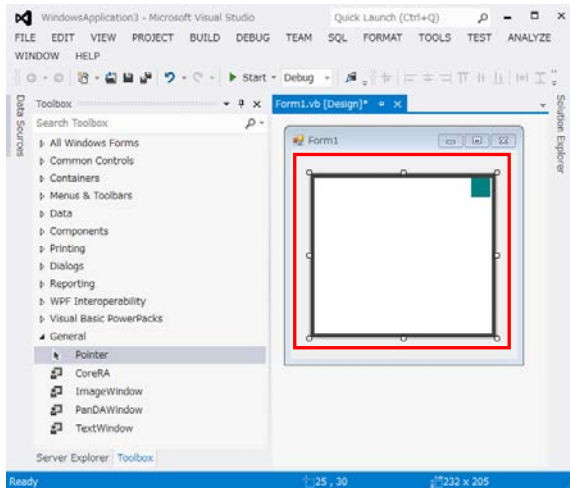 WindowsApplication3 - Microsoft Visual Studio
Quick Launch (Ctrl+Q)
FILE EDIT VIEW PROJECT BUILD DEBUG TEAM SQL FORMAT TOOLS TEST ANALYZE
WINDOW HELP
Start Debug
Data Sources
Toolbox
Search Toolbox
All Windows Forms
Common Controls
Containers
Menus & Toolbars
Data
Components
Printing
Dialogs
Reporting
WPF Interoperability
Visual Basic PowerPacks
General
Pointer
CoreRA
ImageWindow
PanDAWindow
TextWindow
Server Explorer Toolbox
Form1.vb [Design]*
Form1
Solution Explorer
Ready 25 , 30 232 x 205